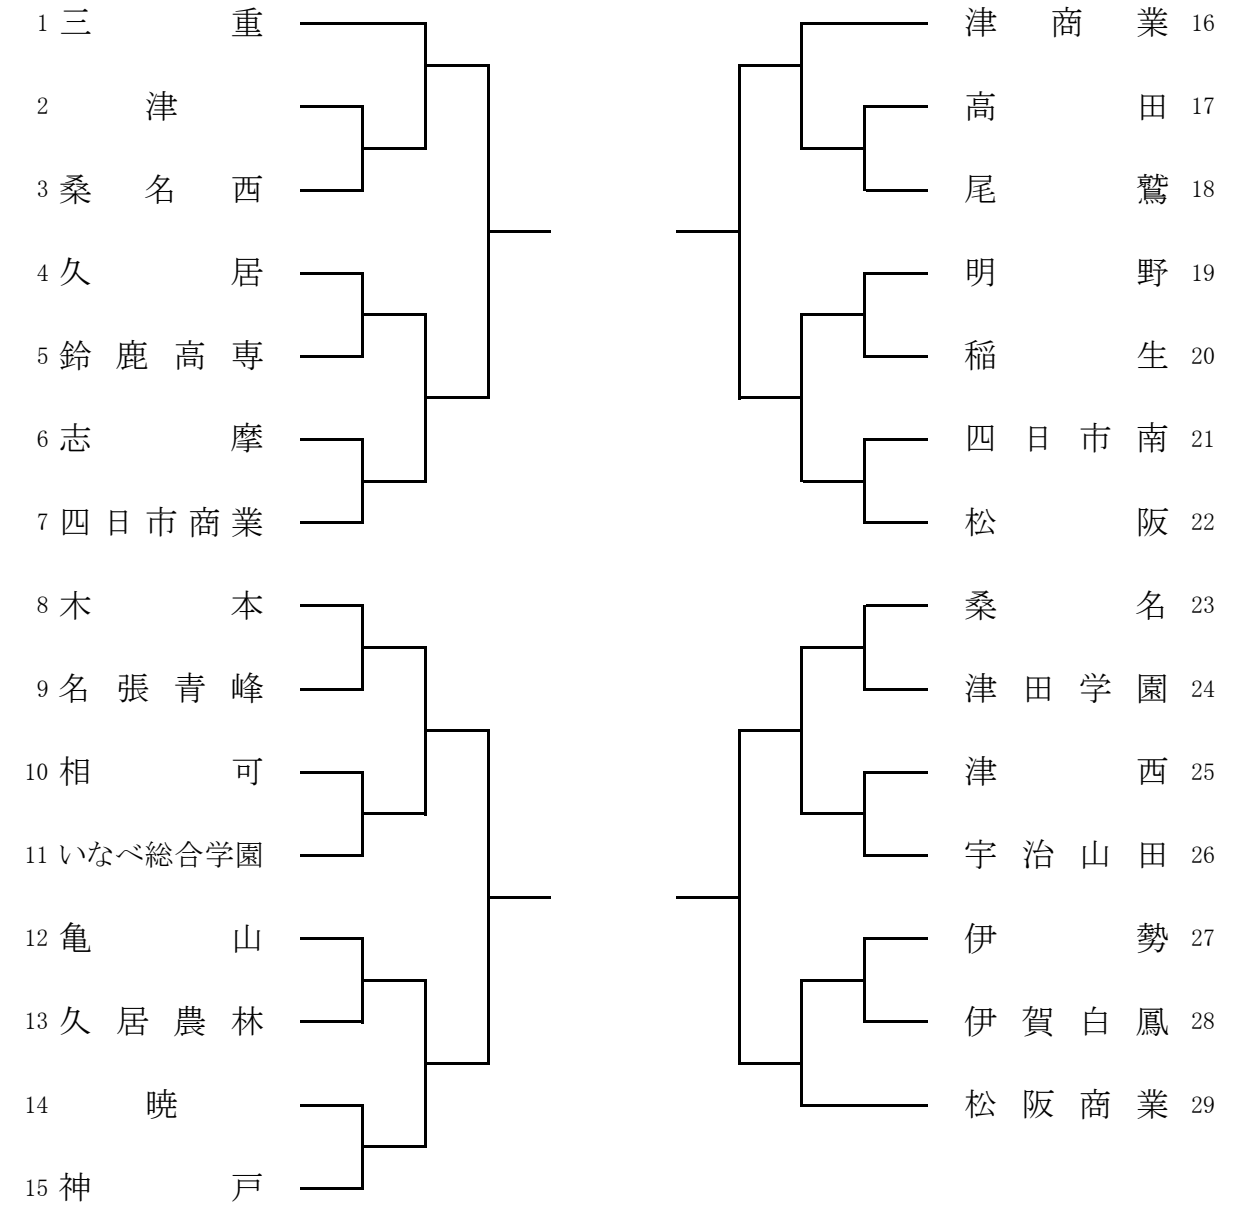 1 三重
2 津
3 桑名西
4 久居
5 鈴鹿高専
6 志摩
7 四日市商業
8 木本
9 名張青峰
10 相可
11 いなべ総合学園
12 亀山
13 久居農林
14 暁
15 神戸
津商業 16
高田 17
尾鷲 18
明野 19
稲生 20
四日市南 21
松阪 22
桑名 23
津田学園 24
津西 25
宇治山田 26
伊勢 27
伊賀白鳳 28
松阪商業 29